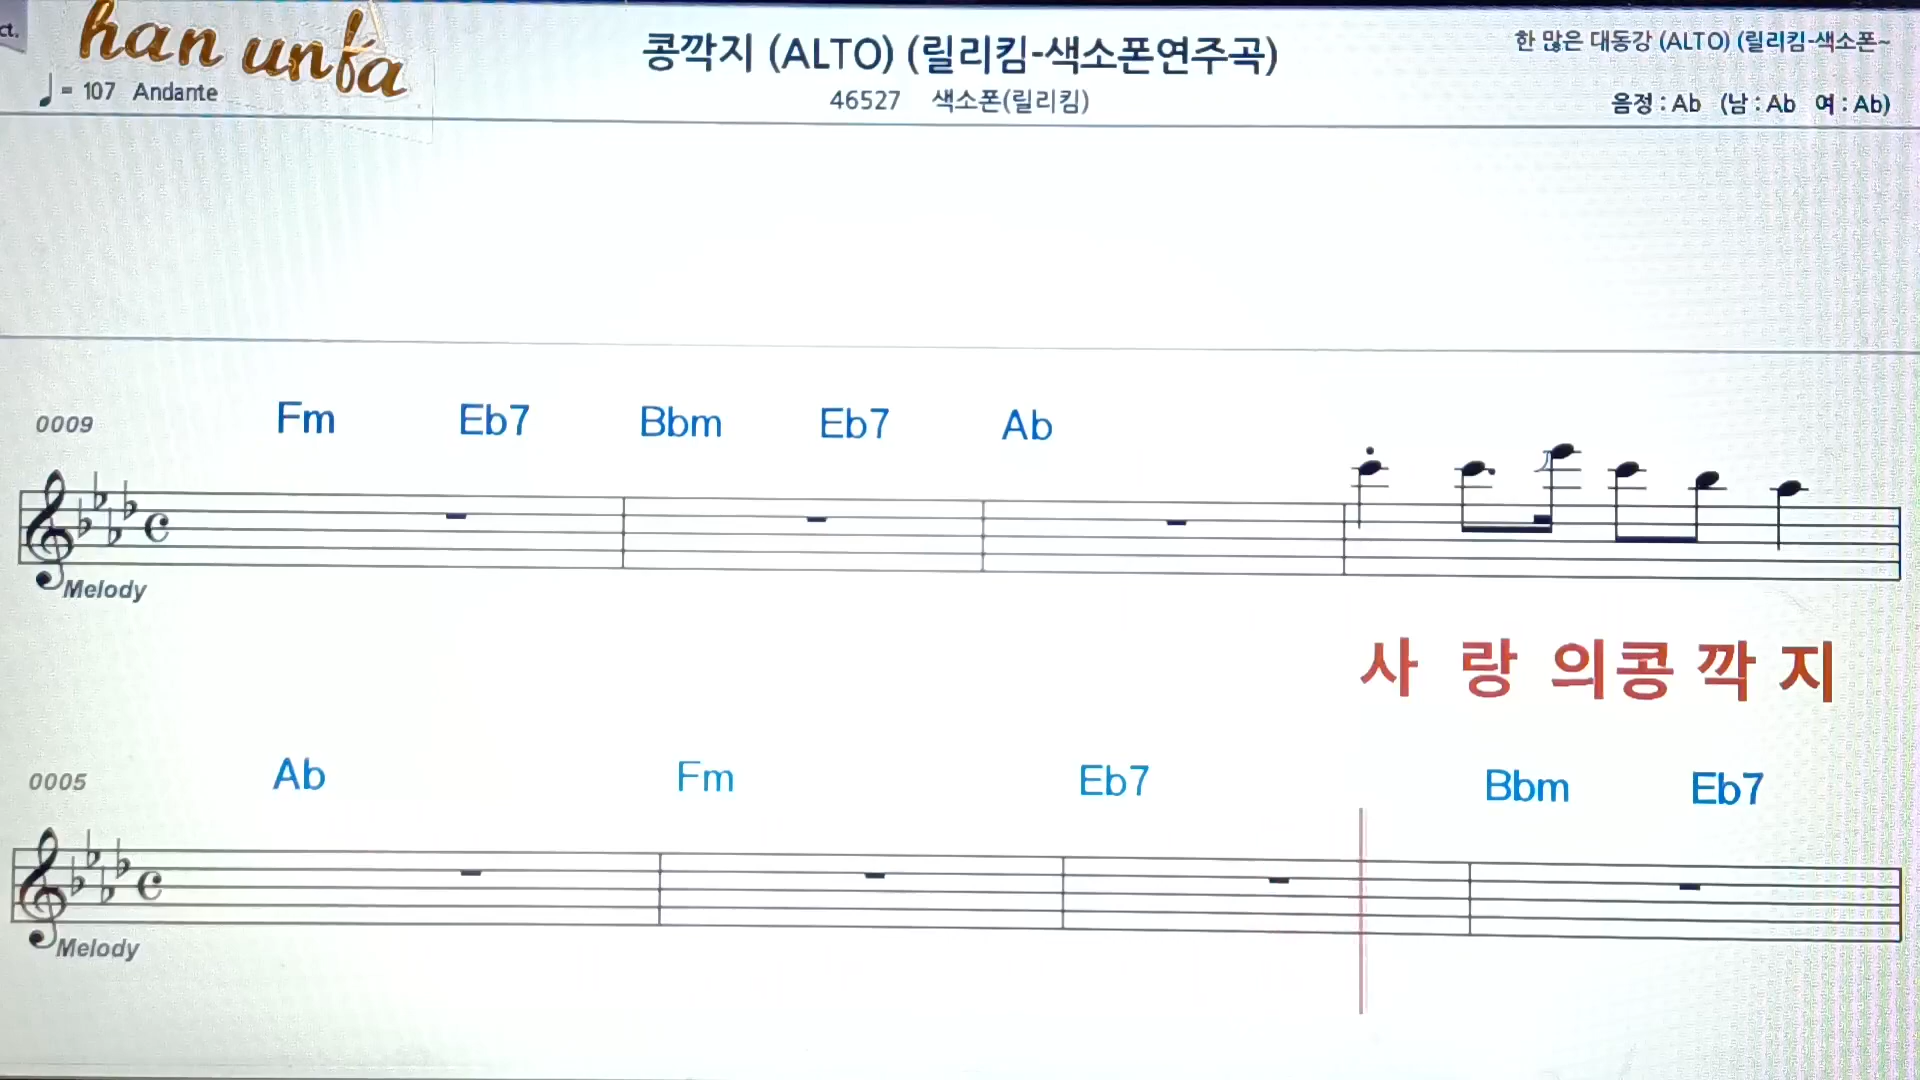 ct.
han unfa
= 107 Andante
콩깍지 (ALTO) (릴리킴-색소폰연주곡)
46527 색소폰(릴리킴)
한 많은 대동강 (ALTO) (릴리킴-색소폰~
음정 : Ab (남 : Ab 여 : Ab)
0009 Fm Eb7 Bbm Eb7 Ab
Melody
사 랑 의콩 깍 지
0005 Ab Fm Eb7 Bbm Eb7
Melody